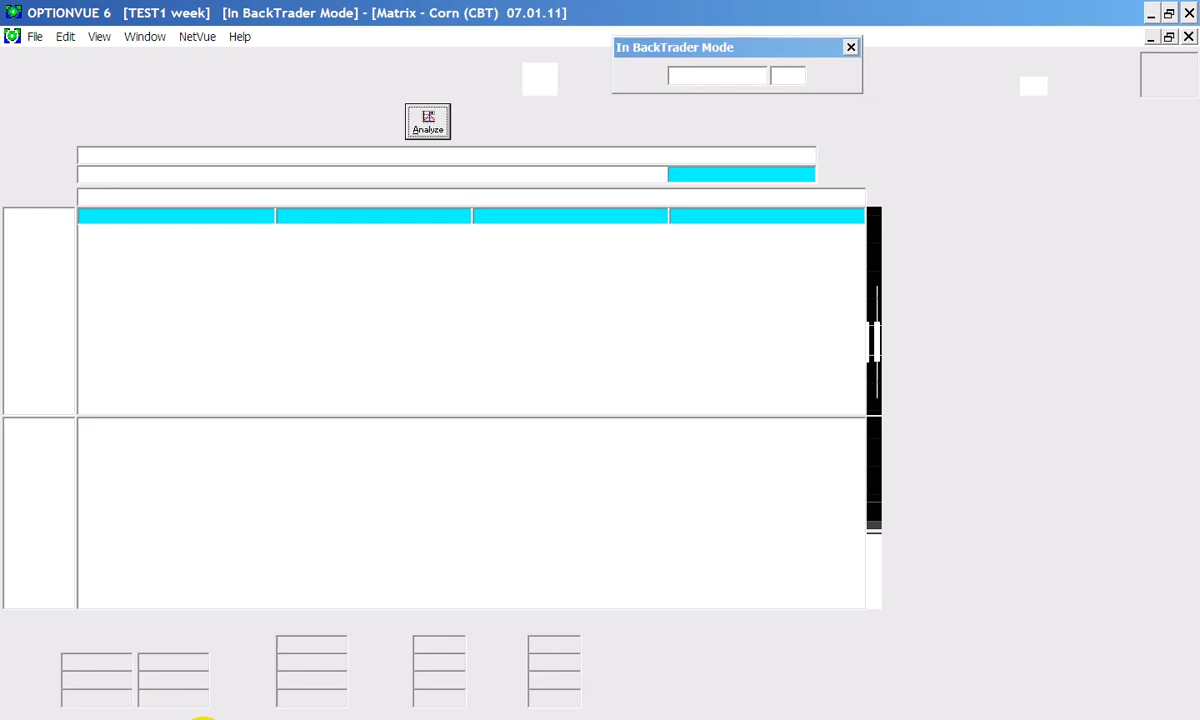 OPTIONVUE 6 [TEST1 week] [In BackTrader Mode] - [Matrix - Corn (CBT) 07.01.11]
File Edit View Window NetVue Help
In BackTrader Mode
Analyze